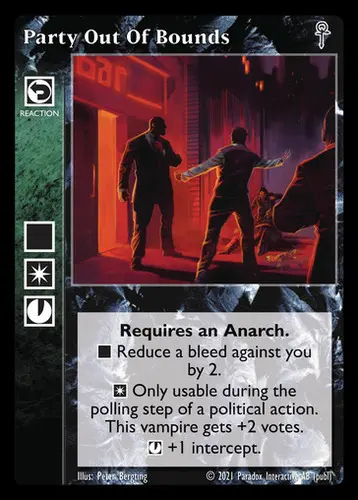 Party Out Of Bounds
bar
REACTION
Requires an Anarch.
Reduce a bleed against you
by 2.
Only usable during the
polling step of a political action.
This vampire gets +2 votes.
+1 intercept.
Illus: Peter Bergting © 2021 Paradox Interactive AB (publ)